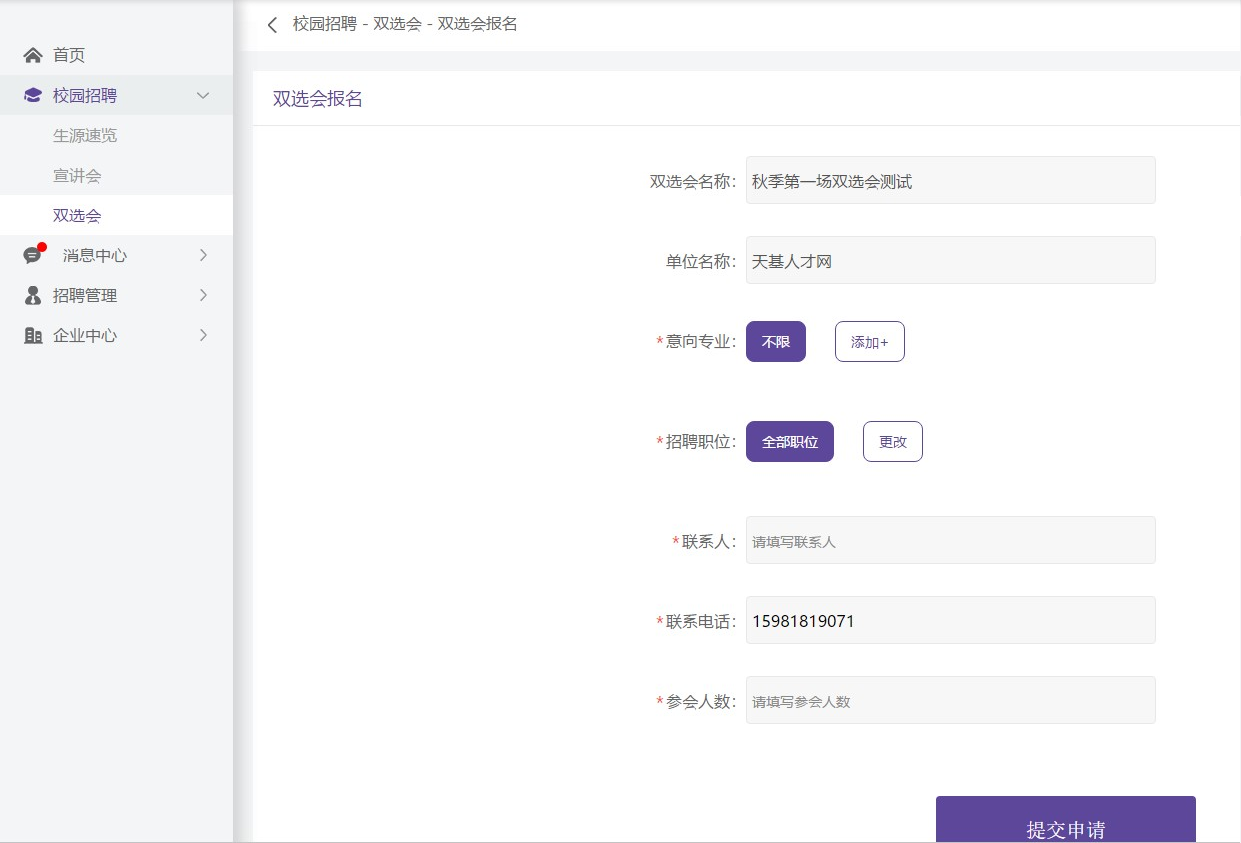 校园招聘 - 双选会 - 双选会报名
首页
校园招聘
生源速览
宣讲会
双选会
消息中心
招聘管理
企业中心
双选会报名
双选会名称: 秋季第一场双选会测试
单位名称: 天基人才网
*意向专业: 不限 添加+
*招聘职位: 全部职位 更改
*联系人: 请填写联系人
*联系电话: 15981819071
*参会人数: 请填写参会人数
提交申请